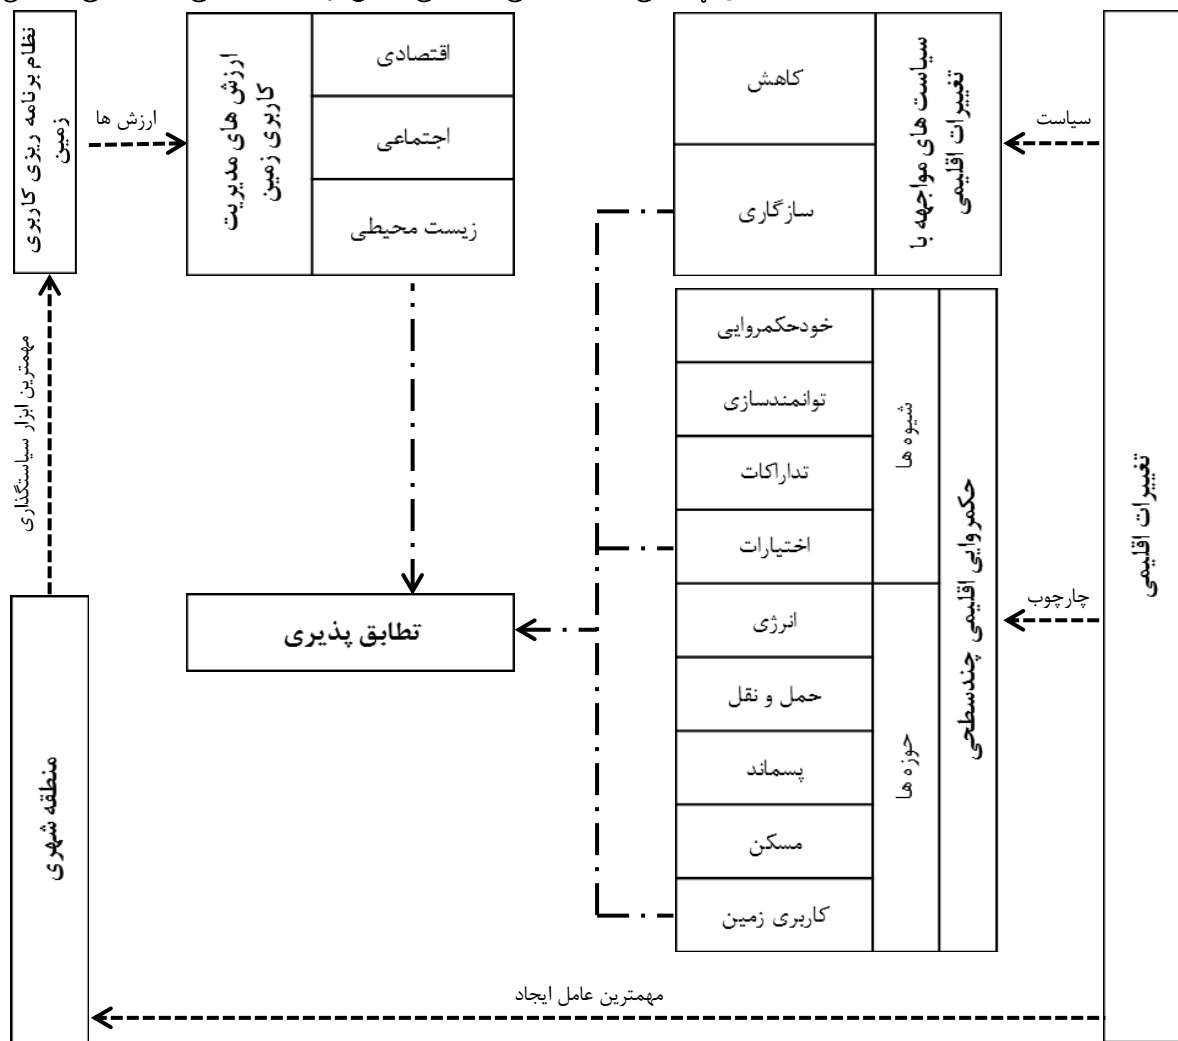 تغییرات اقلیمی
سیاست
سیاست های مواجهه با
تغییرات اقلیمی
کاهش
سازگاری
چارچوب
حکمروایی اقلیمی چندسطحی
شیوه ها
خودحکمروایی
توانمندسازی
تداراکات
اختیارات
حوزه ها
انرژی
حمل و نقل
پسماند
مسکن
کاربری زمین
مهمترین عامل ایجاد
منطقه شهری
مهمترین ابزار سیاستگذاری
نظام برنامه ریزی کاربری
زمین
ارزش ها
ارزش های مدیریت
کاربری زمین
اقتصادی
اجتماعی
زیست محیطی
تطابق پذیری